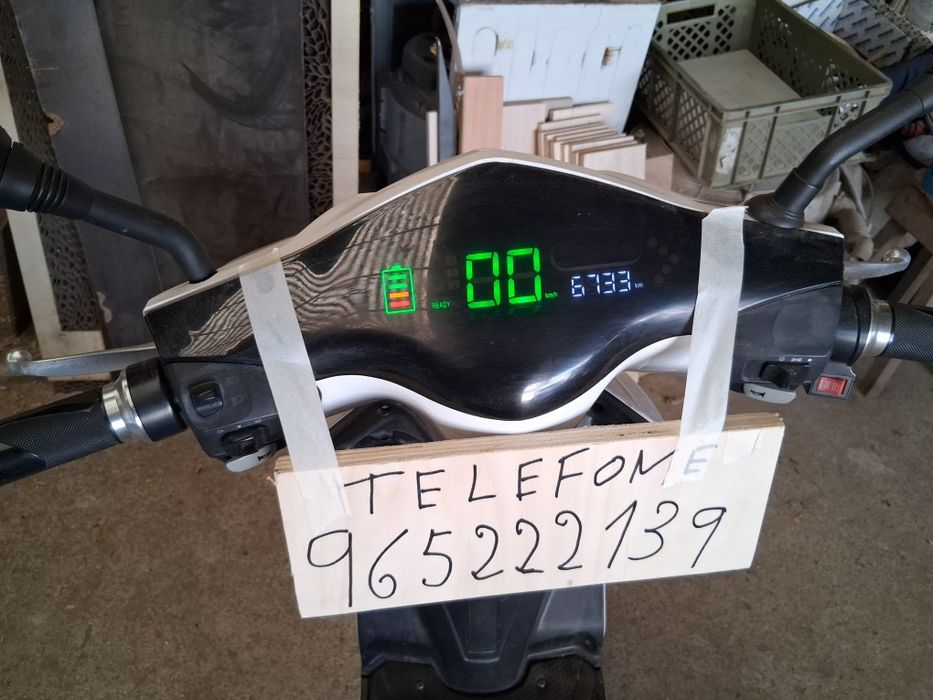 READY 00 km/h 6733 km
TELEFONE
965222139